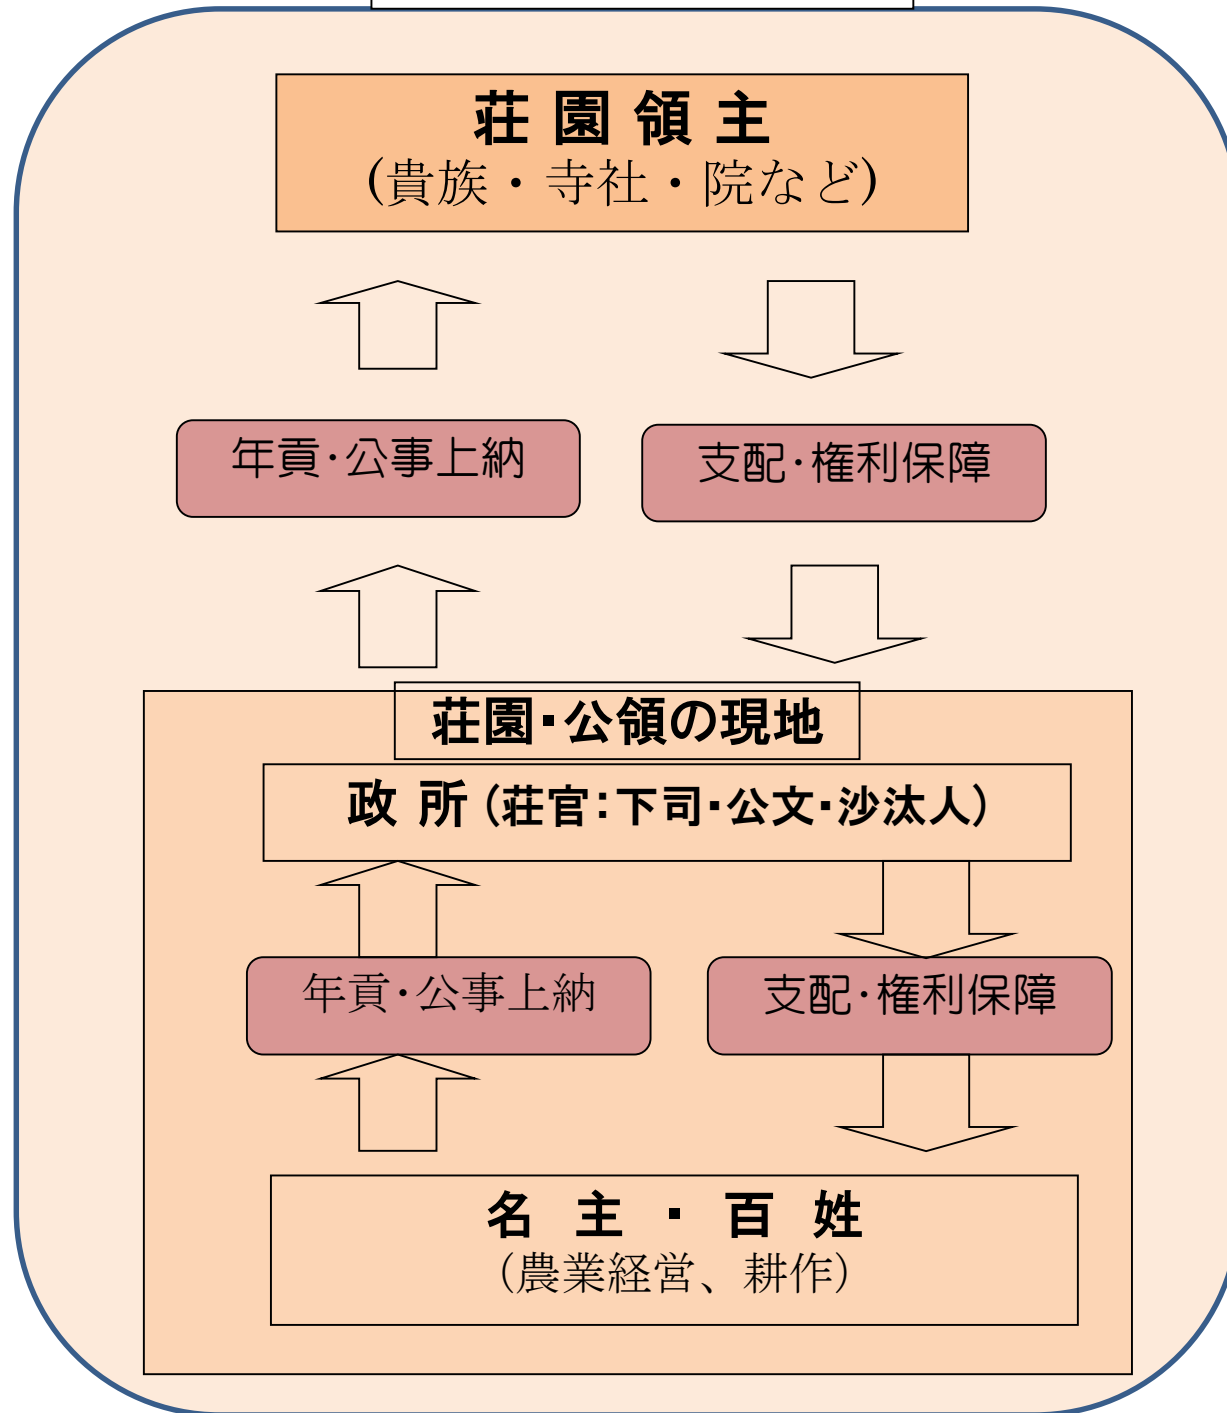 荘園領主
(貴族・寺社・院など)
年貢・公事上納
支配・権利保障
荘園・公領の現地
政所(荘官:下司・公文・沙汰人)
年貢・公事上納
支配・権利保障
名主・百姓
(農業経営、耕作)